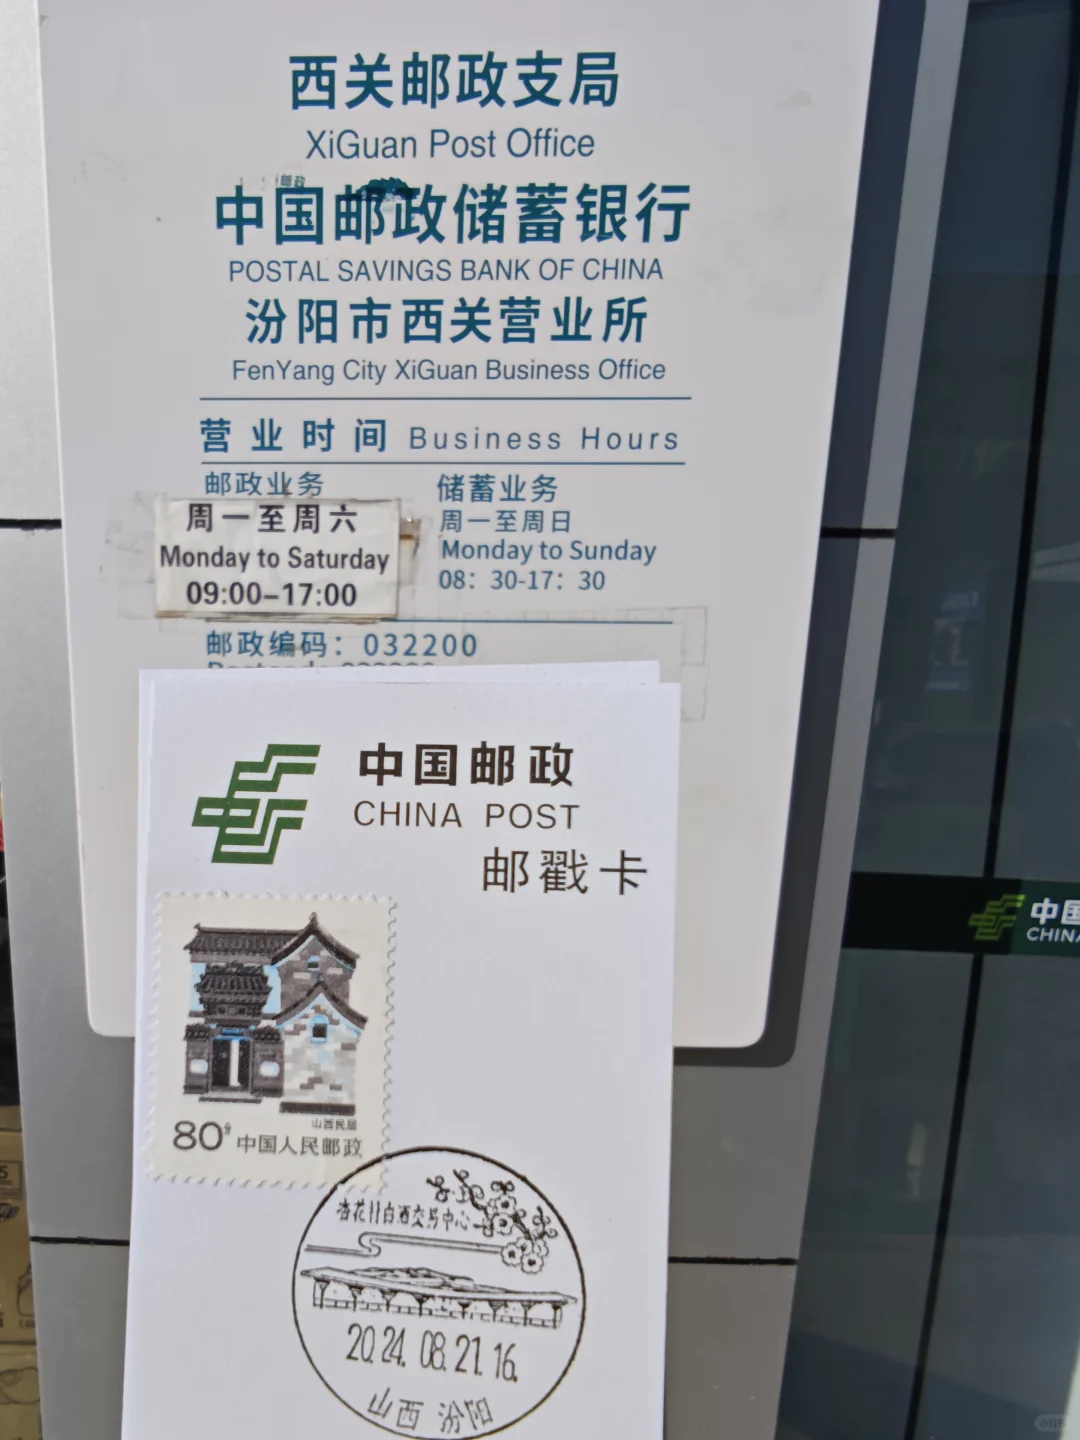 西关邮政支局
XiGuan Post Office
邮政
中国邮政储蓄银行
POSTAL SAVINGS BANK OF CHINA
汾阳市西关营业所
FenYang City XiGuan Business Office
营业时间 Business Hours
邮政业务
周一至周六
Monday to Saturday
09:00-17:00
储蓄业务
周一至周日
Monday to Sunday
08：30-17：30
邮政编码：032200
中国邮政
CHINA POST
邮戳卡
山西民居
80分 中国人民邮政
杏花村白酒交易中心
2024.08.21.16.
山西 汾阳
中国
CHINA
小红书